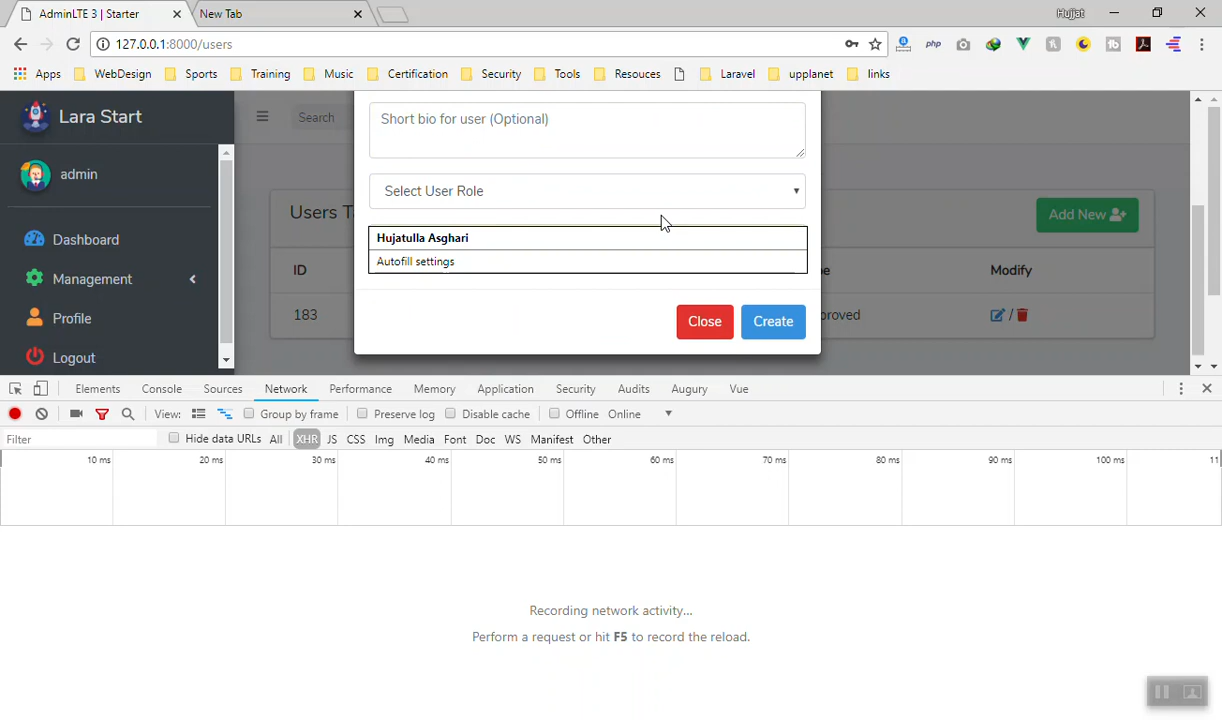 AdminLTE 3 | Starter
New Tab
Hujjat
127.0.0.1:8000/users
php
Apps WebDesign Sports Training Music Certification Security Tools Resouces Laravel upplanet links
Lara Start
Search
Short bio for user (Optional)
admin
Select User Role
Users T
Add New
Hujatulla Asghari
Dashboard
Autofill settings
ID
pe
Modify
Management
183
proved
/
Profile
Close
Create
Logout
Elements Console Sources Network Performance Memory Application Security Audits Augury Vue
View: Group by frame Preserve log Disable cache Offline Online
Filter Hide data URLs All XHR JS CSS Img Media Font Doc WS Manifest Other
10 ms 20 ms 30 ms 40 ms 50 ms 60 ms 70 ms 80 ms 90 ms 100 ms 11
Recording network activity...
Perform a request or hit F5 to record the reload.